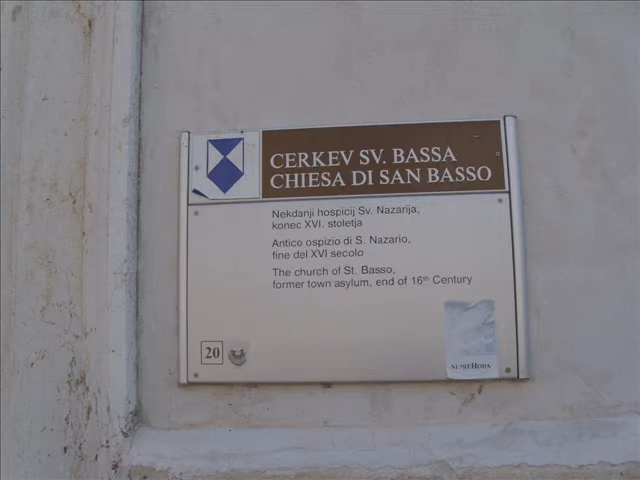 CERKEV SV. BASSA
CHIESA DI SAN BASSO
Nekdanji hospicij Sv. Nazarija,
konec XVI. stoletja
Antico ospizio di S. Nazario,
fine del XVI secolo
The church of St. Basso,
former town asylum, end of 16th Century
20